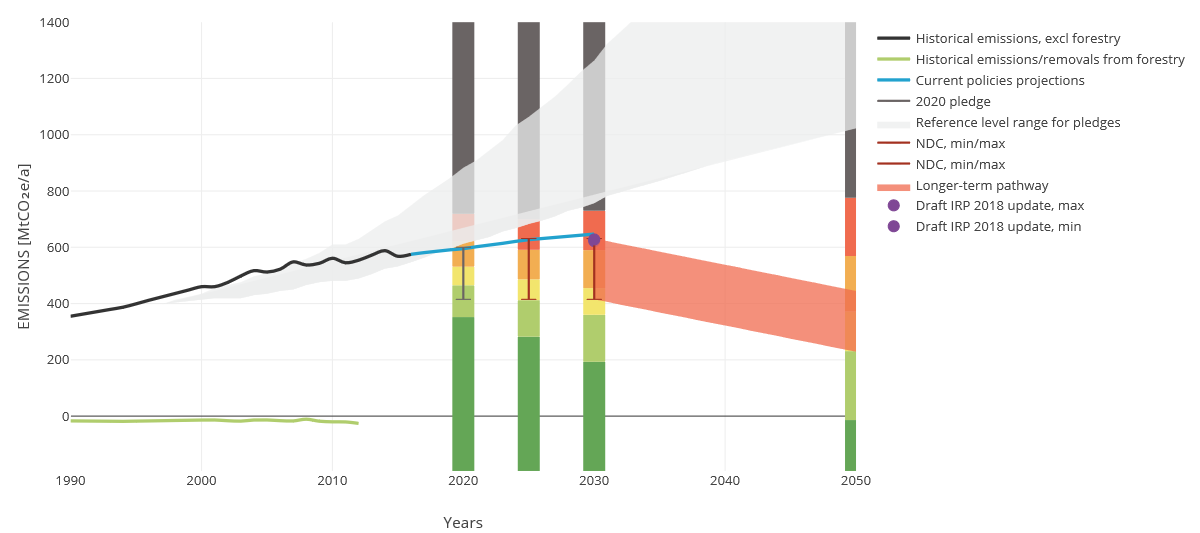 1400
1200
1000
800
600
400
200
0
EMISSIONS [MtCO₂e/a]
1990
2000
2010
2020
2030
2040
2050
Years
Historical emissions, excl forestry
Historical emissions/removals from forestry
Current policies projections
2020 pledge
Reference level range for pledges
NDC, min/max
NDC, min/max
Longer-term pathway
Draft IRP 2018 update, max
Draft IRP 2018 update, min